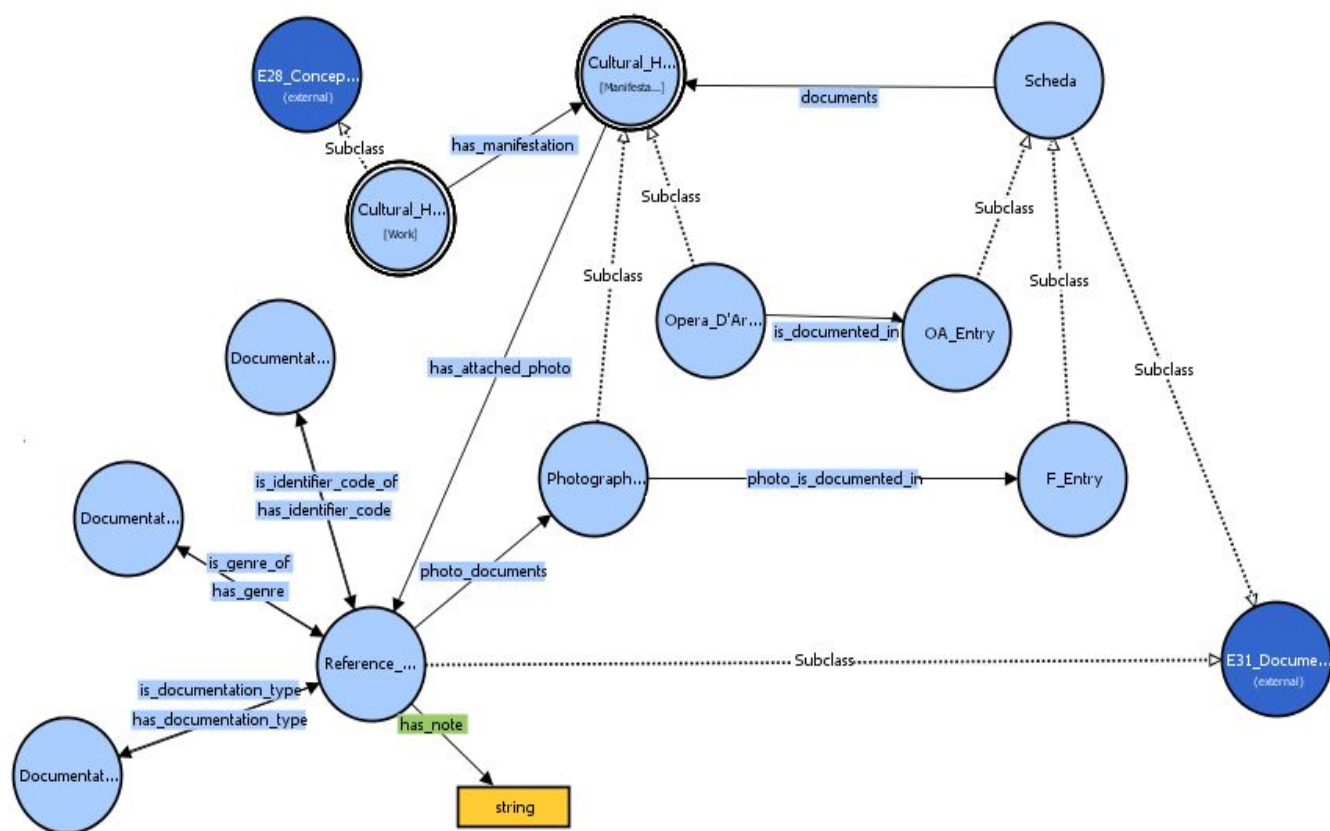 E28_Concep...
(external)
Cultural_H...
[Manifesta...]
Scheda
documents
has_manifestation
Subclass
Cultural_H...
[Work]
Subclass
Subclass
Subclass
Subclass
Opera_D'Ar...
is_documented_in
OA_Entry
Documentat...
has_attached_photo
Subclass
is_identifier_code_of
has_identifier_code
Photograph...
photo_is_documented_in
F_Entry
Documentat...
is_genre_of
has_genre
photo_documents
Reference_...
Subclass
E31_Docume...
(external)
is_documentation_type
has_documentation_type
has_note
Documentat...
string